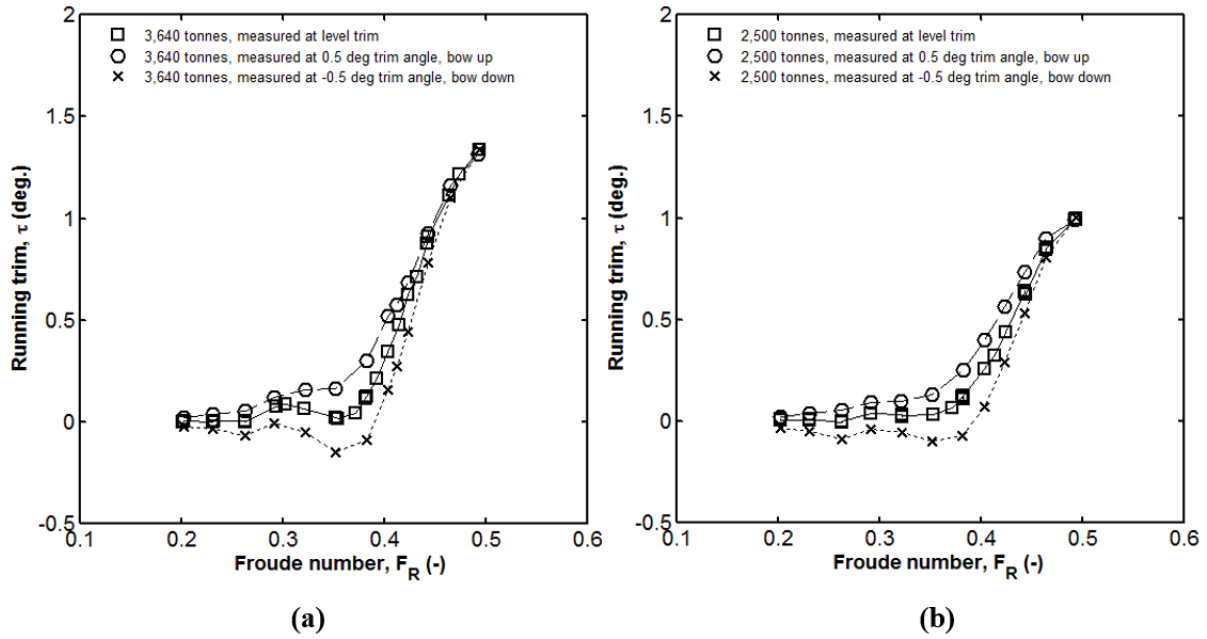 2
1.5
1
0.5
0
-0.5
0.1
0.2
0.3
0.4
0.5
0.6
Running trim, τ (deg.)
Froude number, F_R (-)
3,640 tonnes, measured at level trim
3,640 tonnes, measured at 0.5 deg trim angle, bow up
3,640 tonnes, measured at -0.5 deg trim angle, bow down
(a)
2
1.5
1
0.5
0
-0.5
0.1
0.2
0.3
0.4
0.5
0.6
Running trim, τ (deg.)
Froude number, F_R (-)
2,500 tonnes, measured at level trim
2,500 tonnes, measured at 0.5 deg trim angle, bow up
2,500 tonnes, measured at -0.5 deg trim angle, bow down
(b)